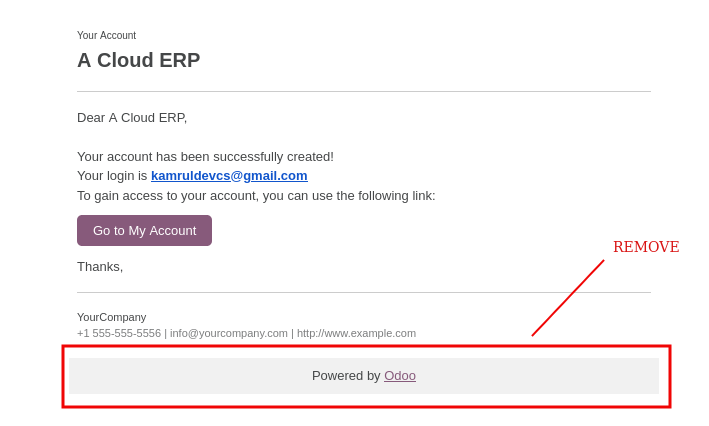 Your Account
A Cloud ERP
Dear A Cloud ERP,
Your account has been successfully created!
Your login is kamruldevcs@gmail.com
To gain access to your account, you can use the following link:
Go to My Account
REMOVE
Thanks,
YourCompany
+1 555-555-5556 | info@yourcompany.com | http://www.example.com
Powered by Odoo